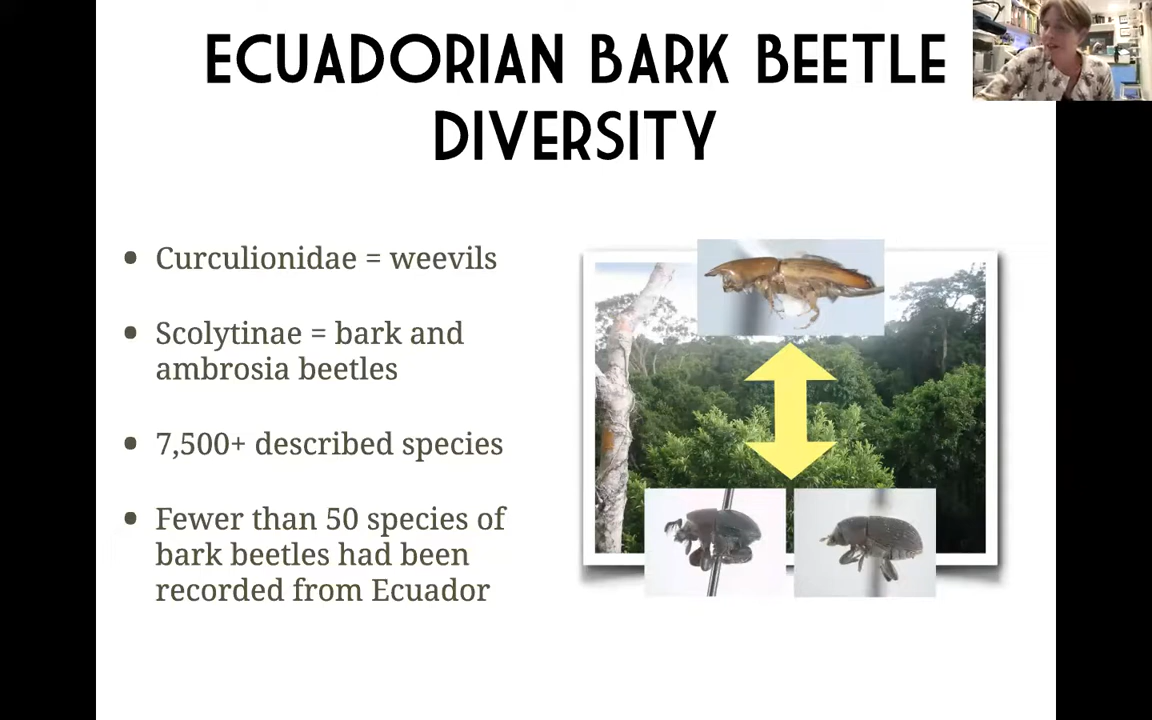 ECUADORIAN BARK BEETLE
DIVERSITY
• Curculionidae = weevils
• Scolytinae = bark and
ambrosia beetles
• 7,500+ described species
• Fewer than 50 species of
bark beetles had been
recorded from Ecuador